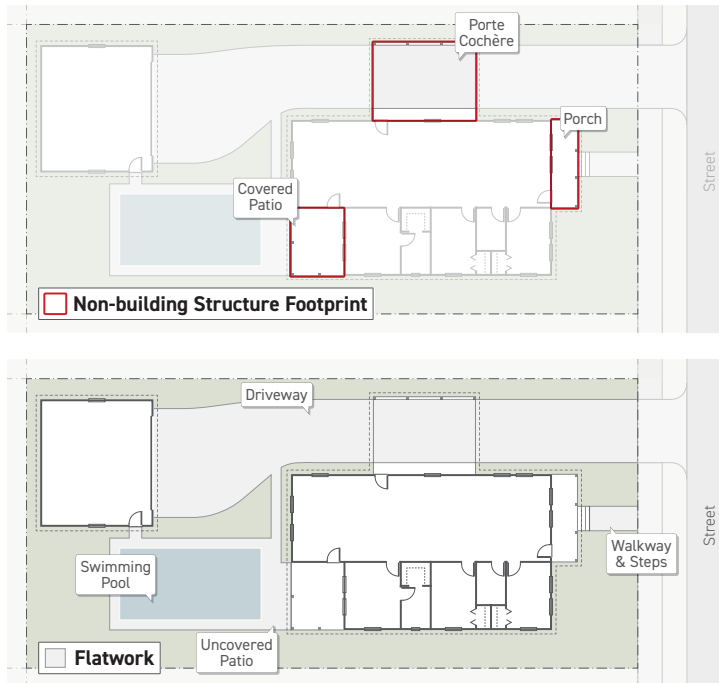 Porte
Cochère
Porch
Street
Covered
Patio
Non-building Structure Footprint
Driveway
Street
Walkway
& Steps
Swimming
Pool
Uncovered
Patio
Flatwork